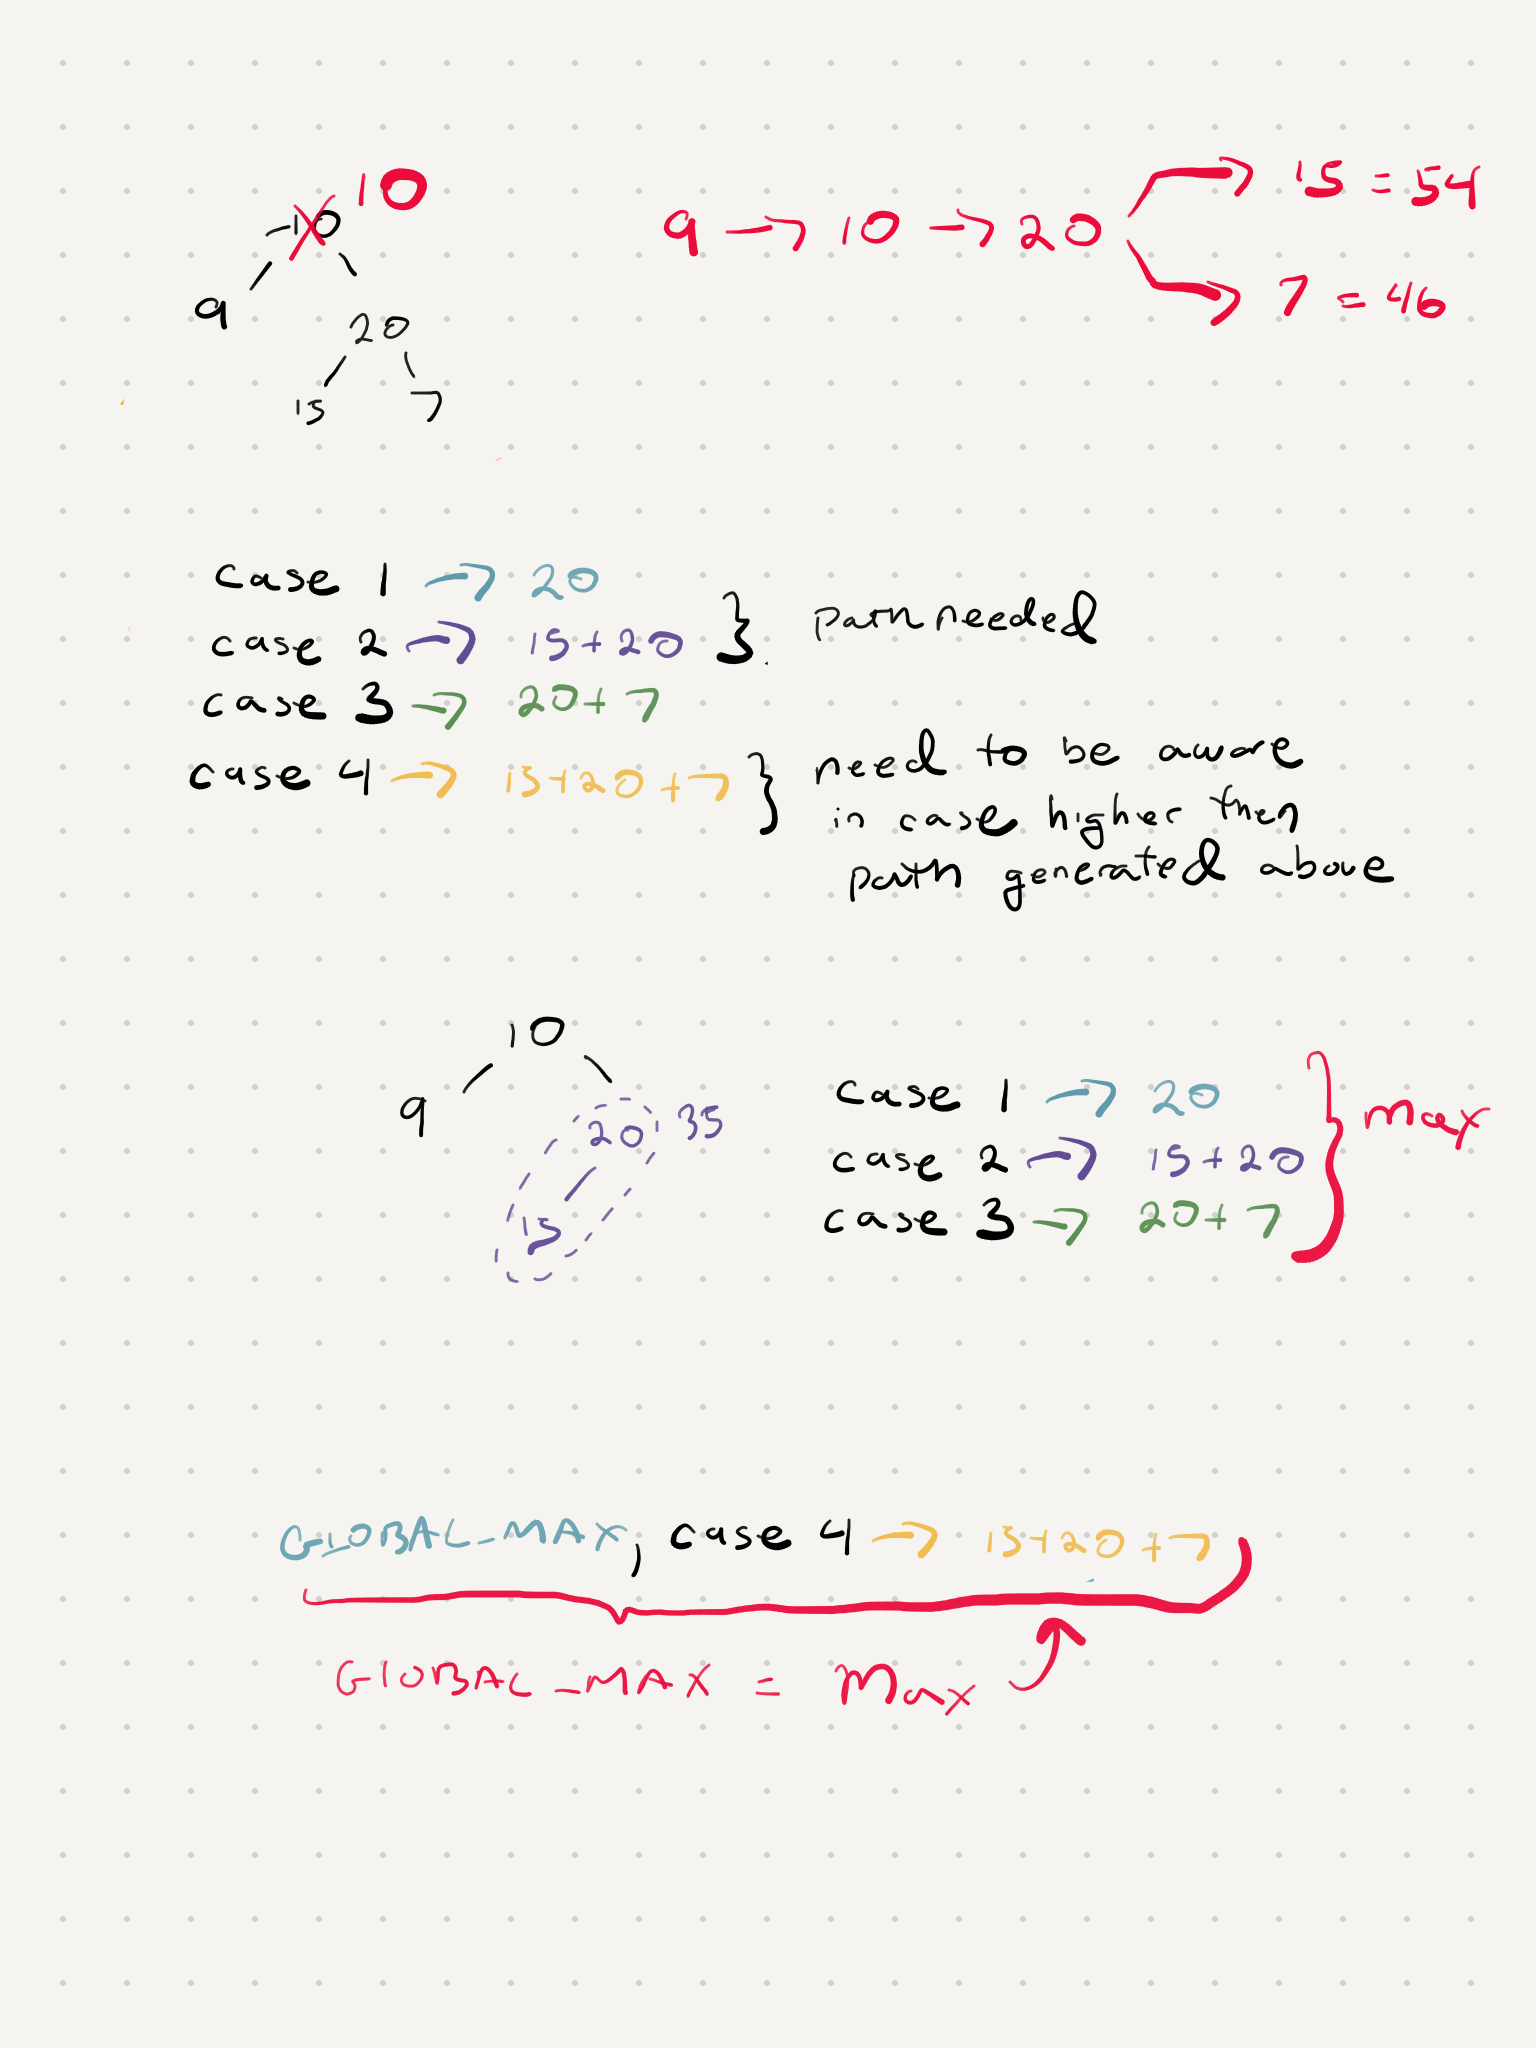 10
-10
9
20
15 7
9 → 10 → 20
→ 15 = 54
→ 7 = 46
case 1 → 20
case 2 → 15+20
case 3 → 20+7
} path needed
case 4 → 15+20+7
} need to be aware
in case higher then
path generated above
10
9
20 35
15
case 1 → 20
case 2 → 15+20
case 3 → 20+7
} max
GLOBAL_MAX, case 4 → 15+20+7
GLOBAL_MAX = max